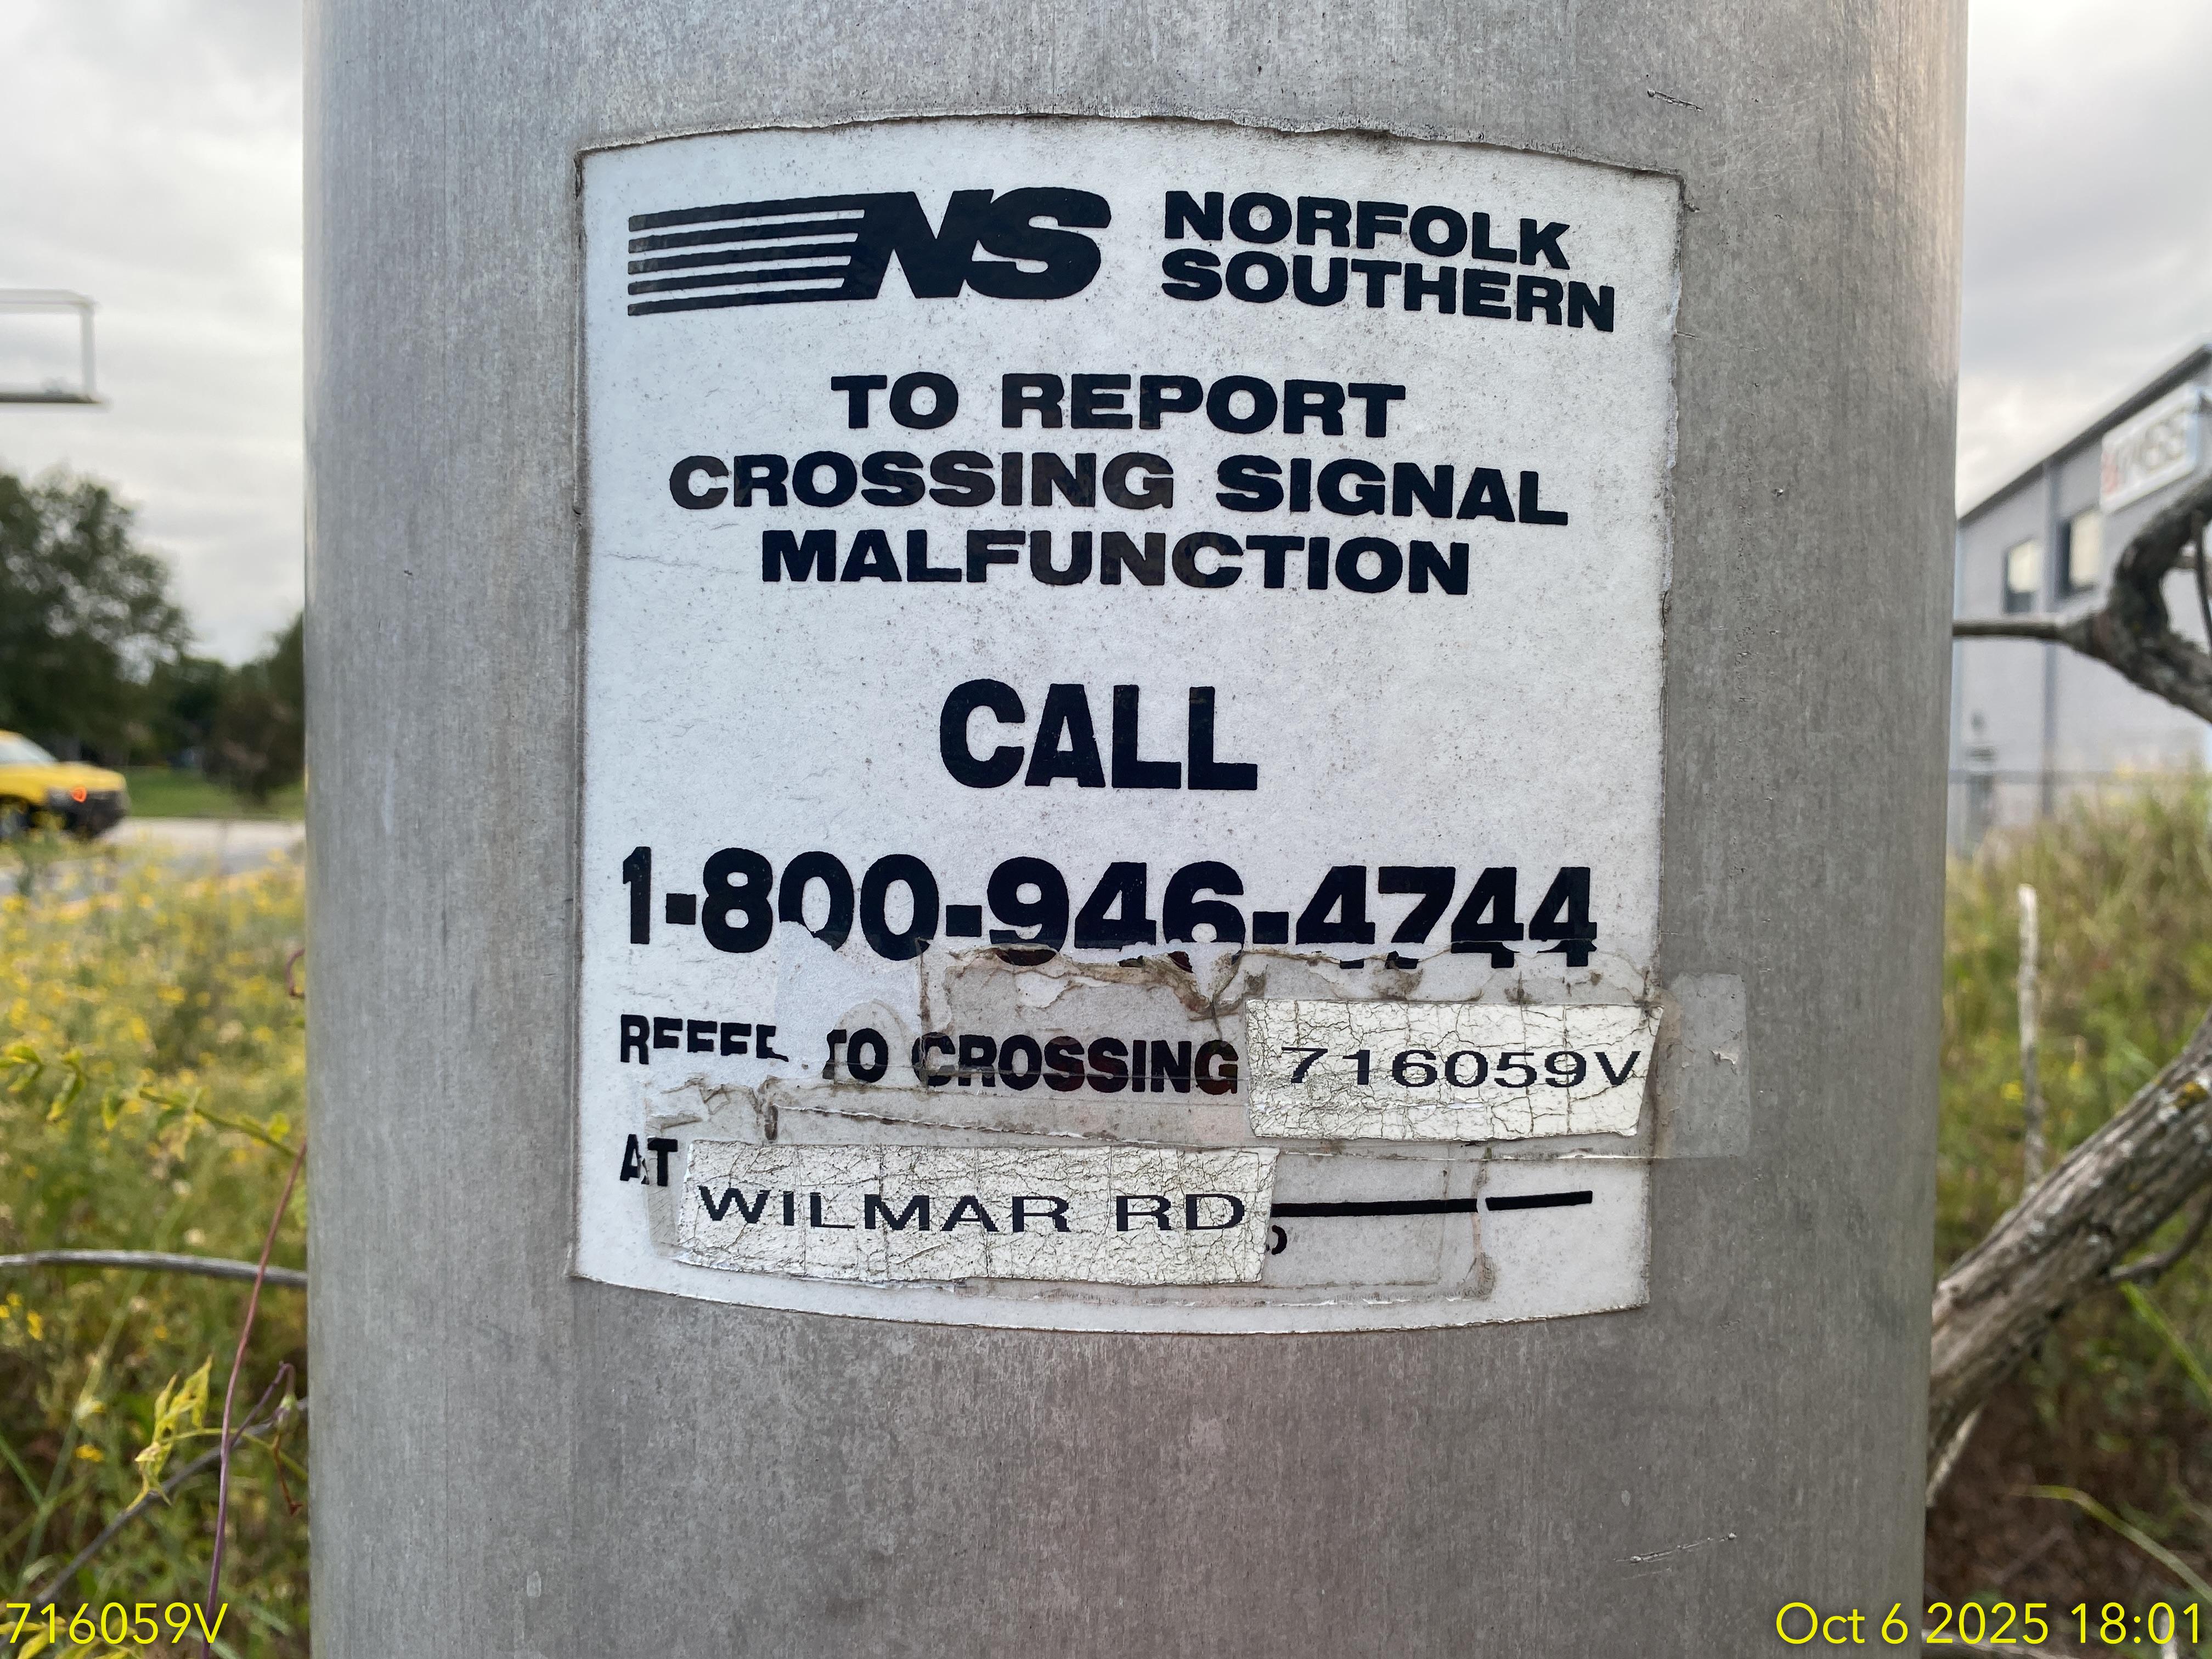 NS NORFOLK
SOUTHERN
TO REPORT
CROSSING SIGNAL
MALFUNCTION
CALL
1-800-946-4744
REFER TO CROSSING 716059V
AT WILMAR RD
716059V
Oct 6 2025 18:01